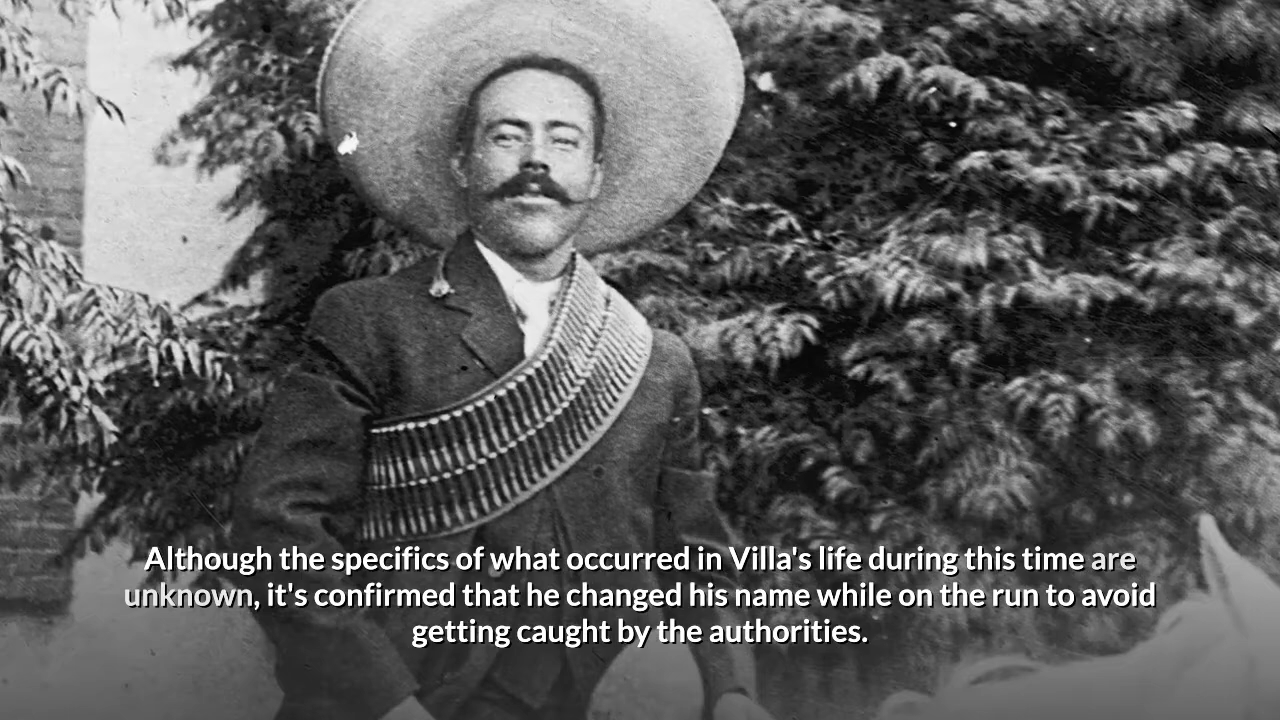 Although the specifics of what occurred in Villa's life during this time are
unknown, it's confirmed that he changed his name while on the run to avoid
getting caught by the authorities.